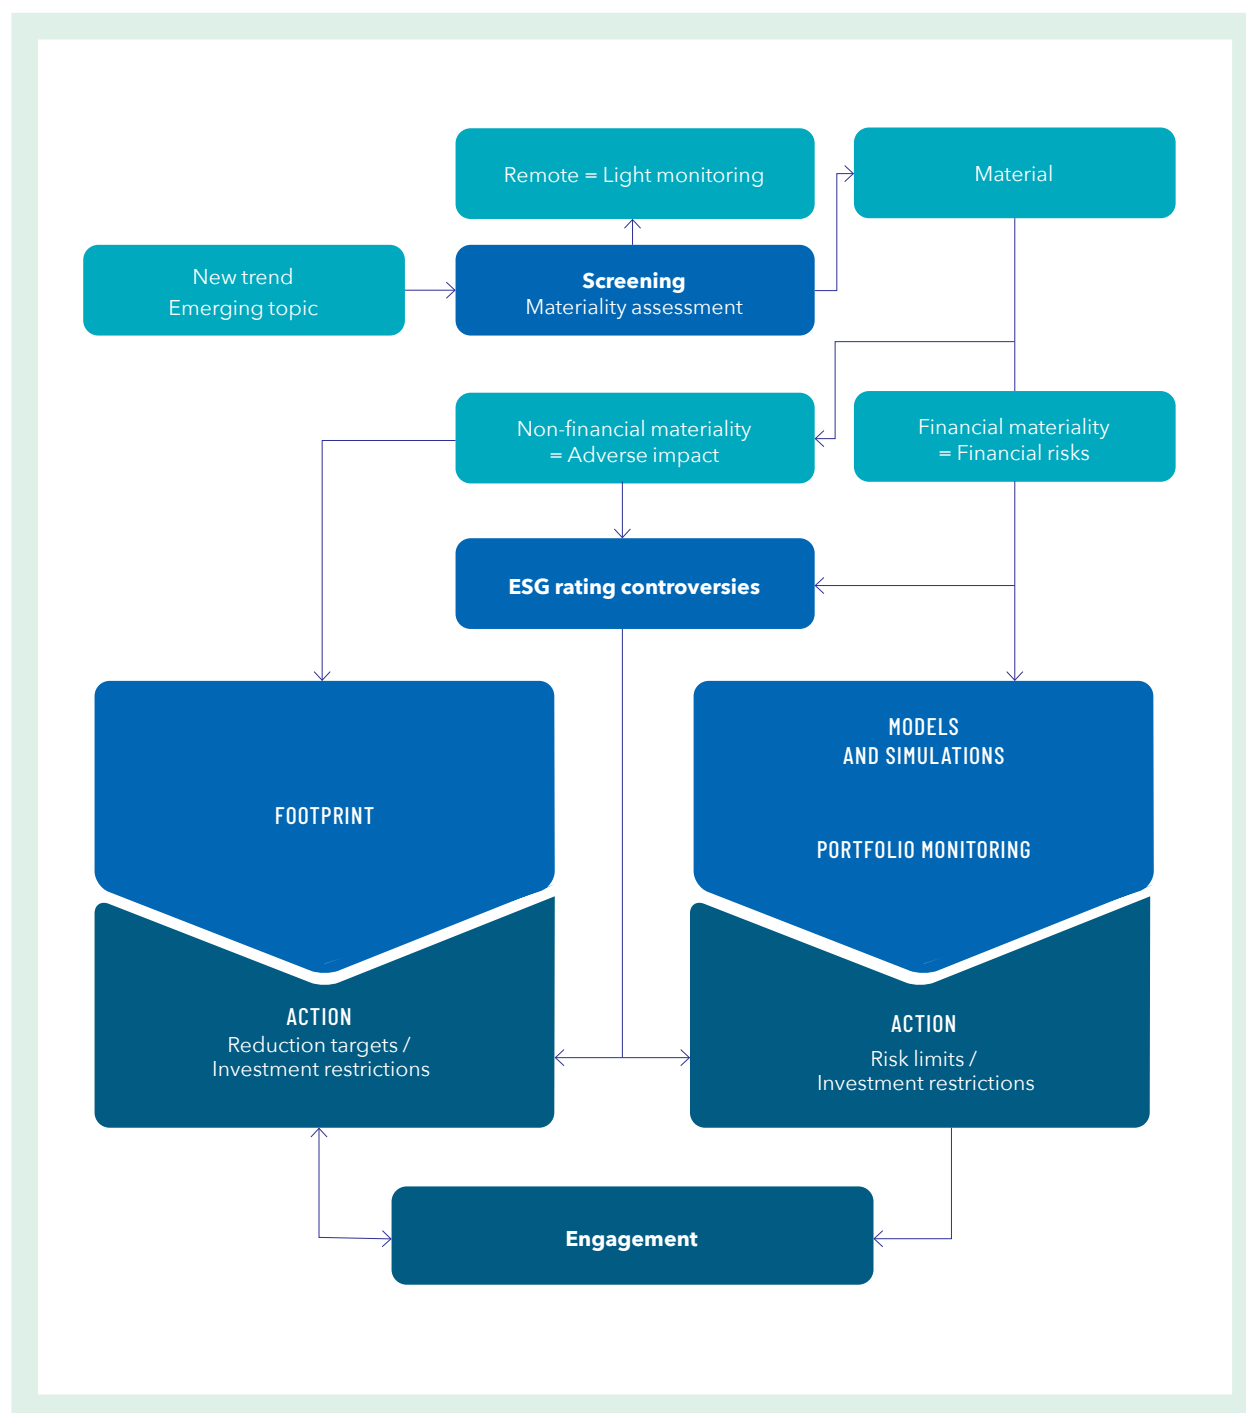 Remote = Light monitoring
Material
New trend
Emerging topic
Screening
Materiality assessment
Non-financial materiality
= Adverse impact
Financial materiality
= Financial risks
ESG rating controversies
FOOTPRINT
MODELS
AND SIMULATIONS
PORTFOLIO MONITORING
ACTION
Reduction targets /
Investment restrictions
ACTION
Risk limits /
Investment restrictions
Engagement